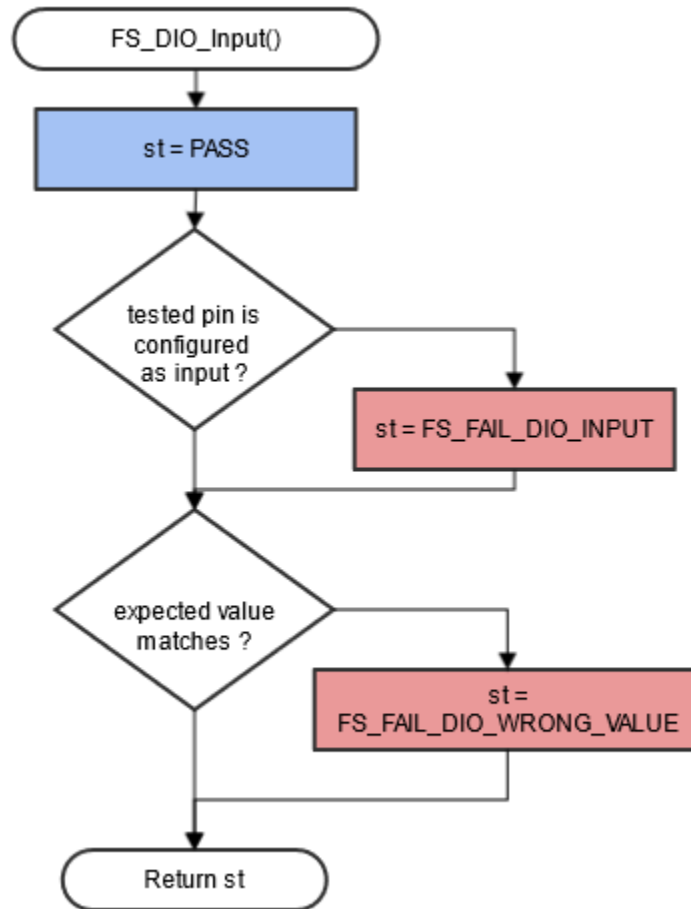 FS_DIO_Input()
st = PASS
tested pin is
configured
as input ?
st = FS_FAIL_DIO_INPUT
expected value
matches ?
st =
FS_FAIL_DIO_WRONG_VALUE
Return st